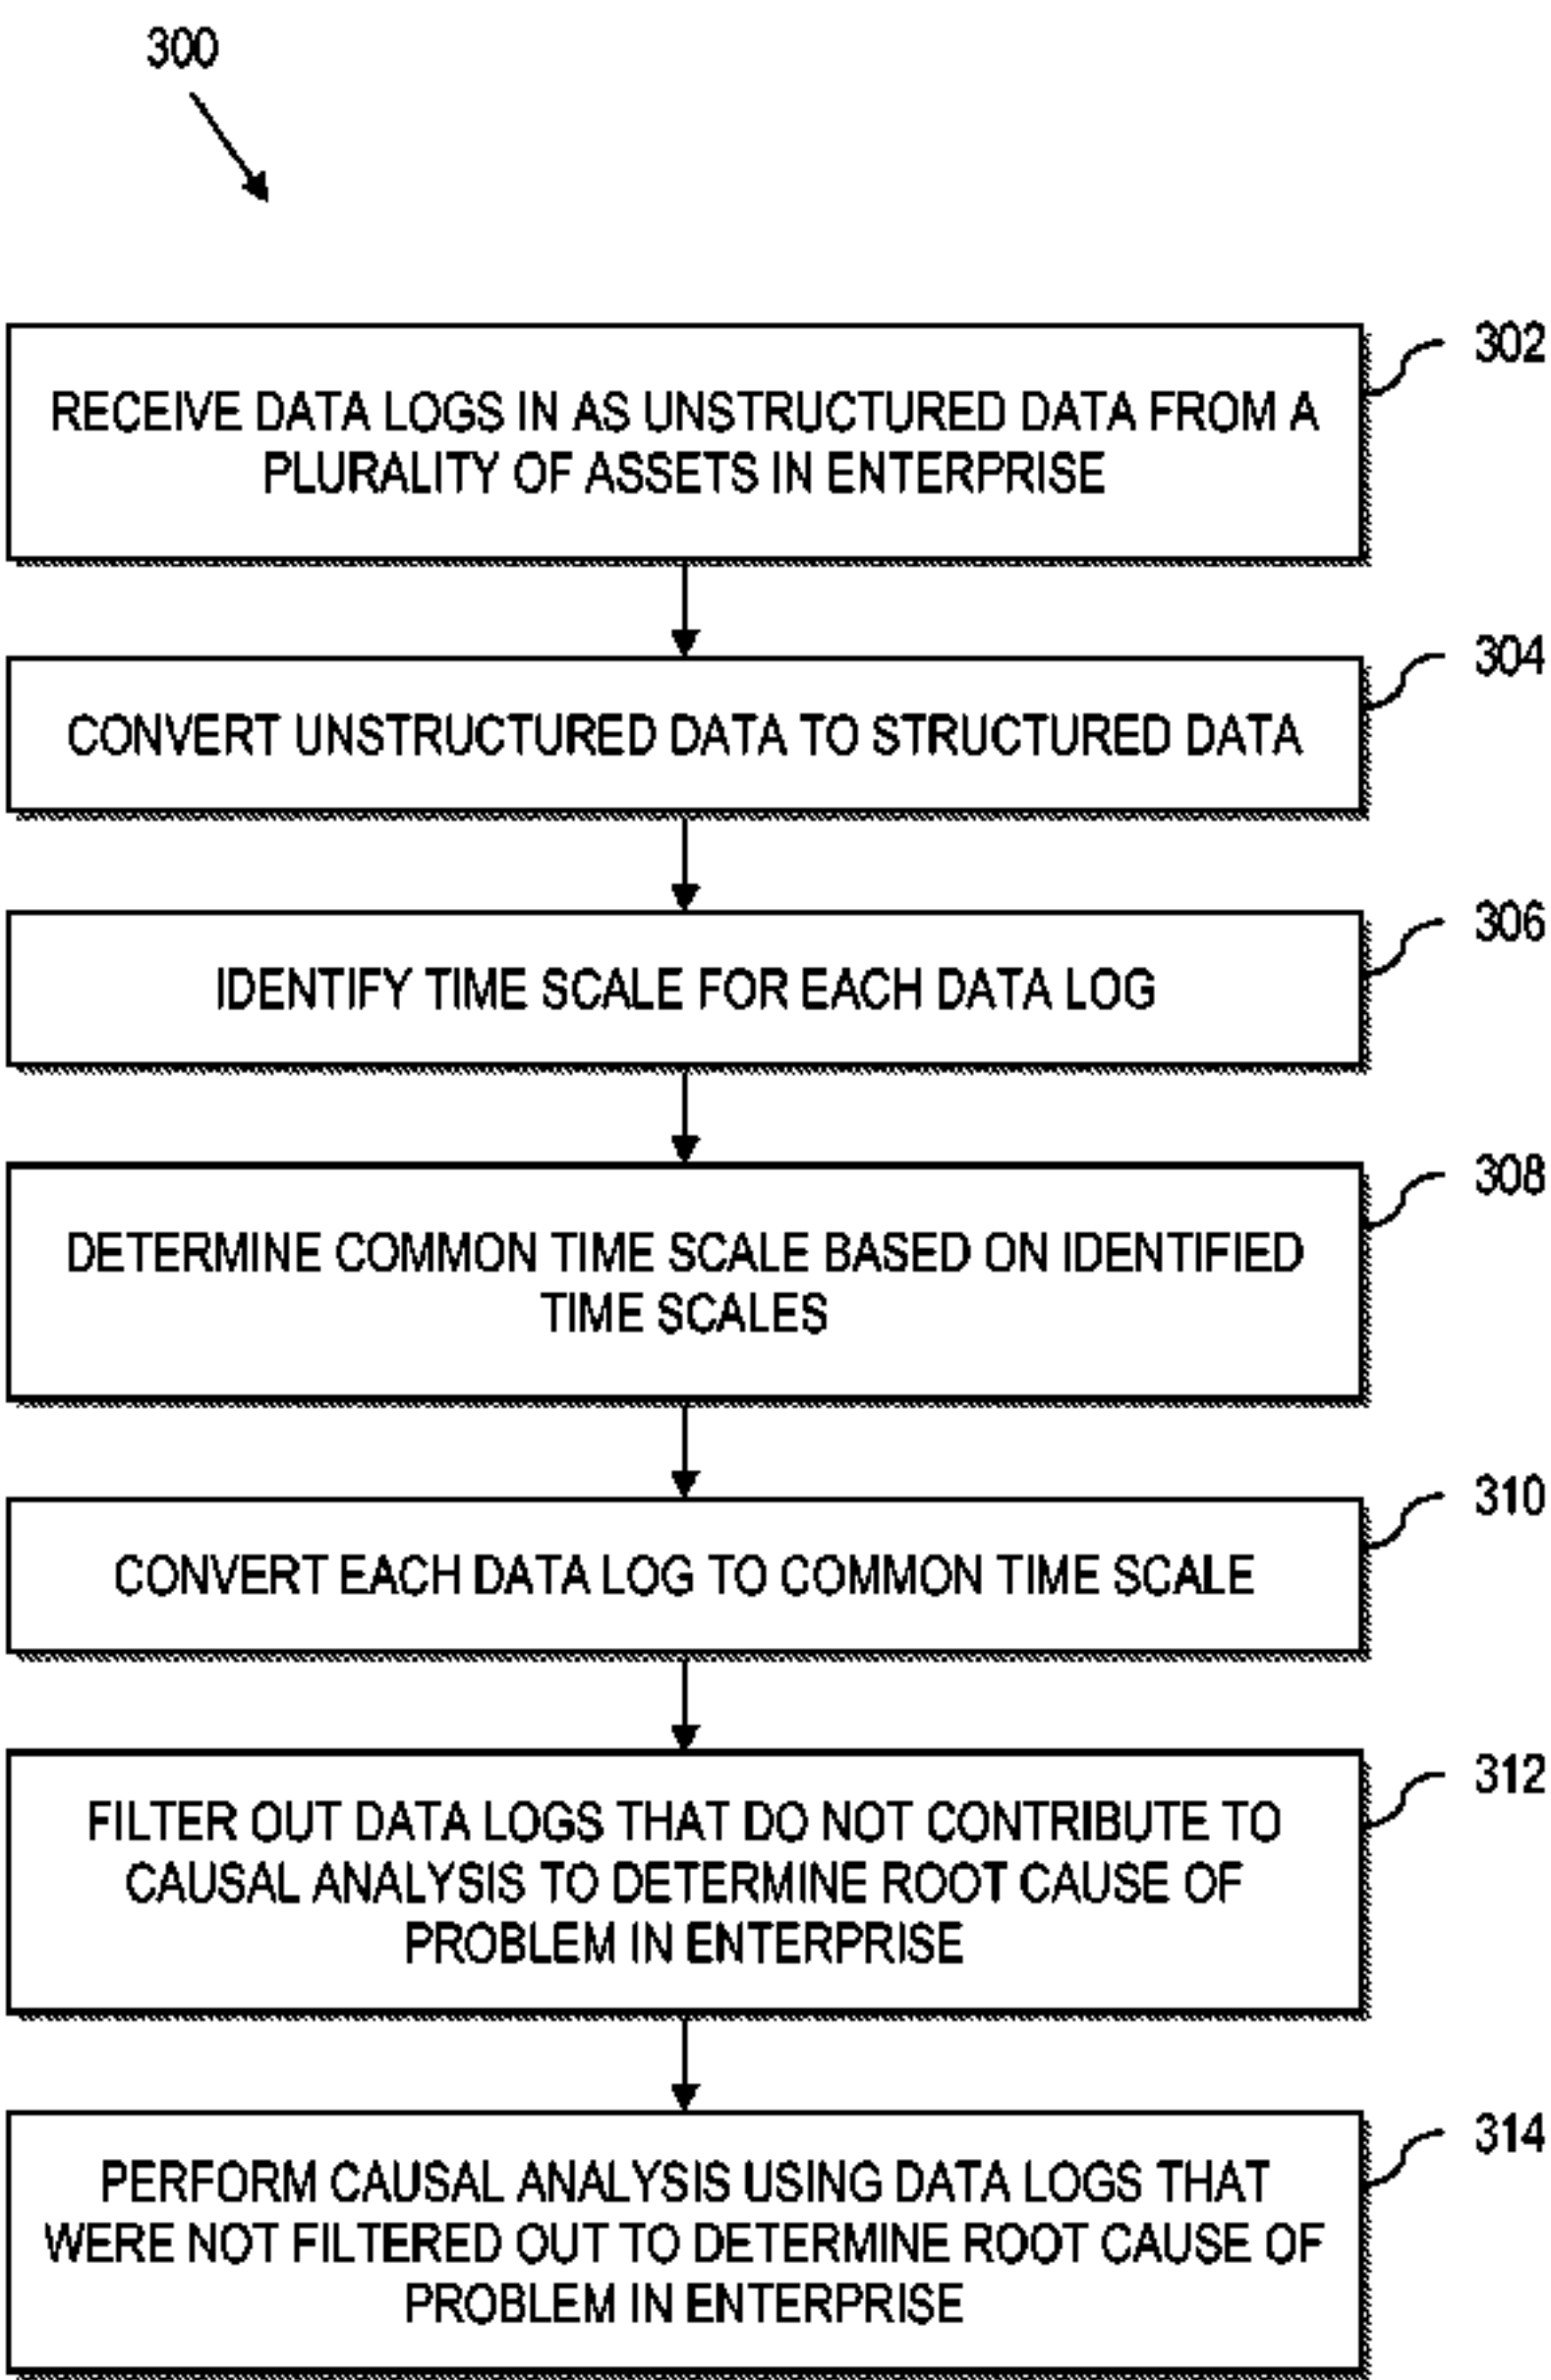 300
302
RECEIVE DATA LOGS IN AS UNSTRUCTURED DATA FROM A
PLURALITY OF ASSETS IN ENTERPRISE
304
CONVERT UNSTRUCTURED DATA TO STRUCTURED DATA
306
IDENTIFY TIME SCALE FOR EACH DATA LOG
308
DETERMINE COMMON TIME SCALE BASED ON IDENTIFIED
TIME SCALES
310
CONVERT EACH DATA LOG TO COMMON TIME SCALE
312
FILTER OUT DATA LOGS THAT DO NOT CONTRIBUTE TO
CAUSAL ANALYSIS TO DETERMINE ROOT CAUSE OF
PROBLEM IN ENTERPRISE
314
PERFORM CAUSAL ANALYSIS USING DATA LOGS THAT
WERE NOT FILTERED OUT TO DETERMINE ROOT CAUSE OF
PROBLEM IN ENTERPRISE